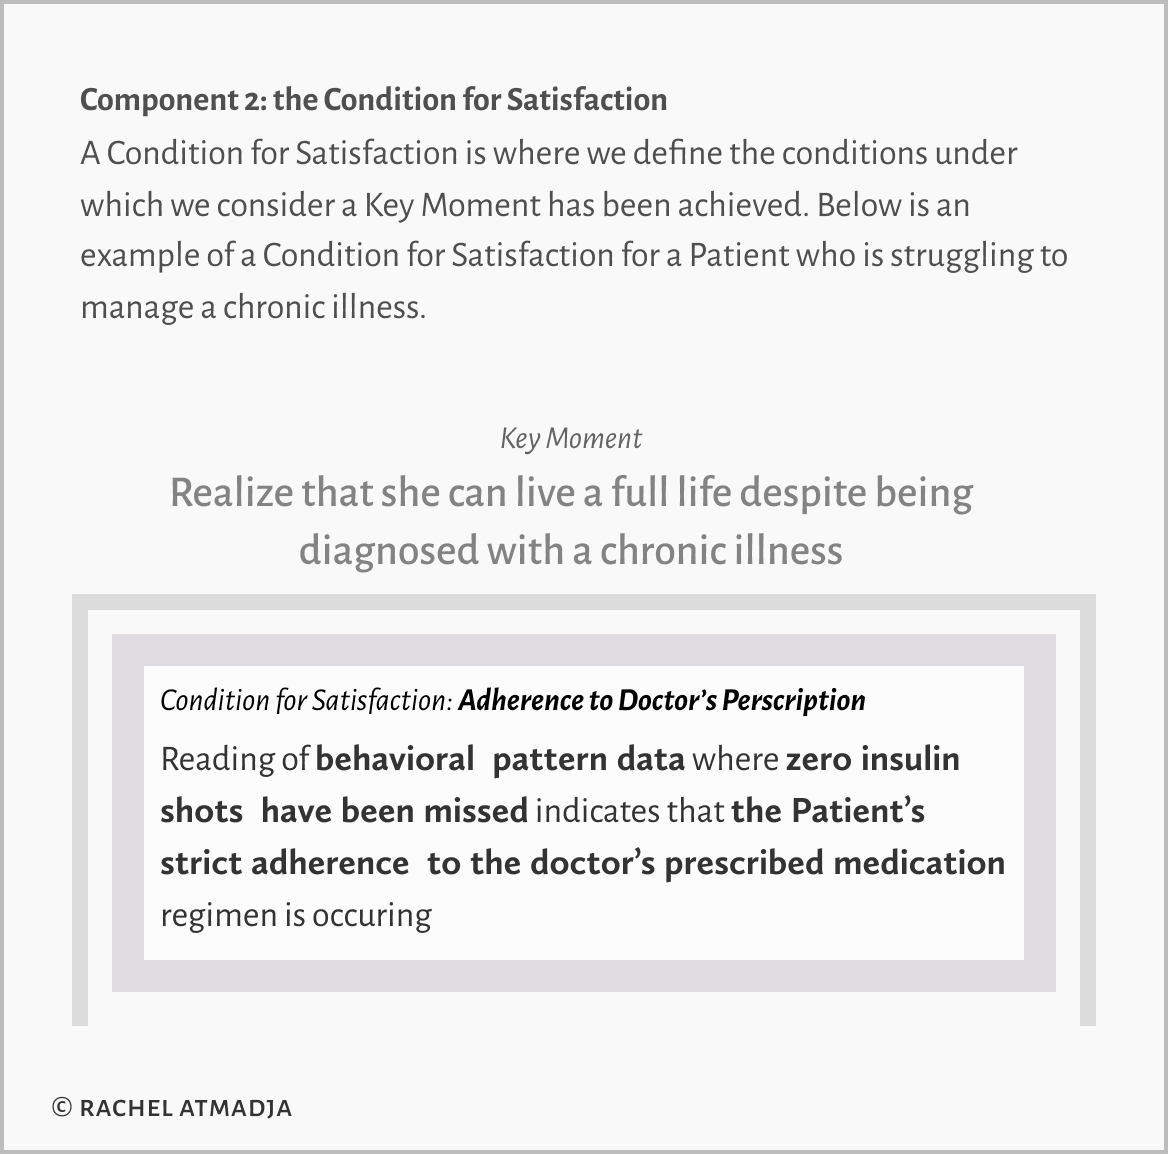 Component 2: the Condition for Satisfaction
A Condition for Satisfaction is where we define the conditions under
which we consider a Key Moment has been achieved. Below is an
example of a Condition for Satisfaction for a Patient who is struggling to
manage a chronic illness.
Key Moment
Realize that she can live a full life despite being
diagnosed with a chronic illness
Condition for Satisfaction: Adherence to Doctor’s Perscription
Reading of behavioral pattern data where zero insulin
shots have been missed indicates that the Patient’s
strict adherence to the doctor’s prescribed medication
regimen is occuring
© RACHEL ATMADJA